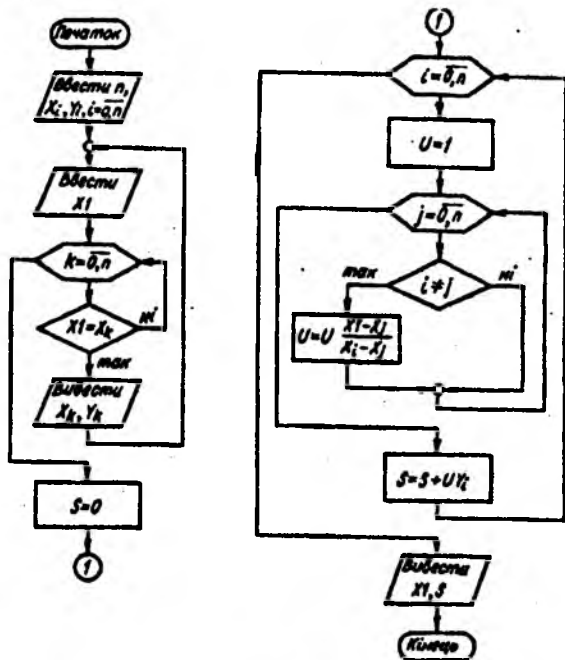 Початок
Ввести n,
Xi, Yi, i=0,n
Ввести
X1
k=0,n
X1=Xk
ні
так
Вивести
Xk, Yk
S=0
1
1
i=0,n
U=1
j=0,n
так
i≠j
ні
U=U (X1-Xj)/(Xi-Xj)
S=S+UYi
Вивести
X1, S
Кінець